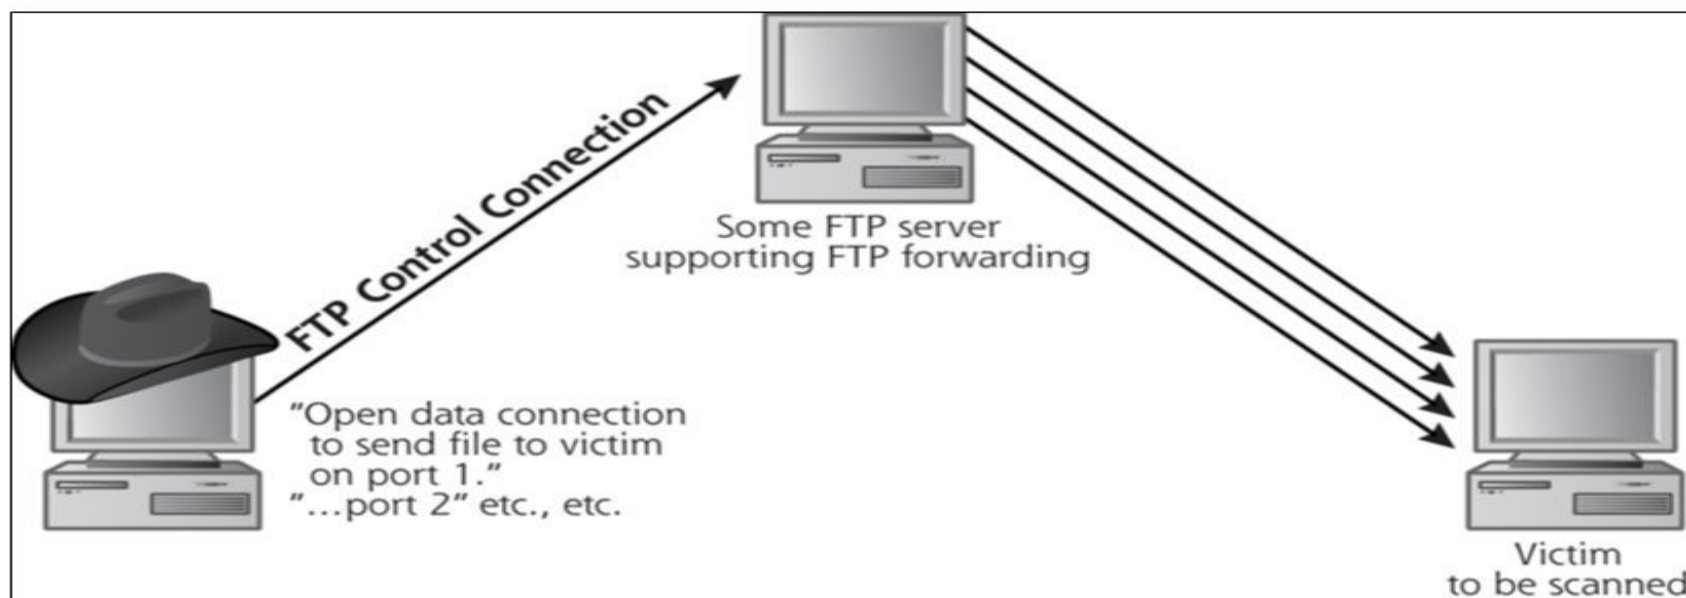 FTP Control Connection
Some FTP server
supporting FTP forwarding
"Open data connection
to send file to victim
on port 1."
"...port 2" etc., etc.
Victim
to be scanned